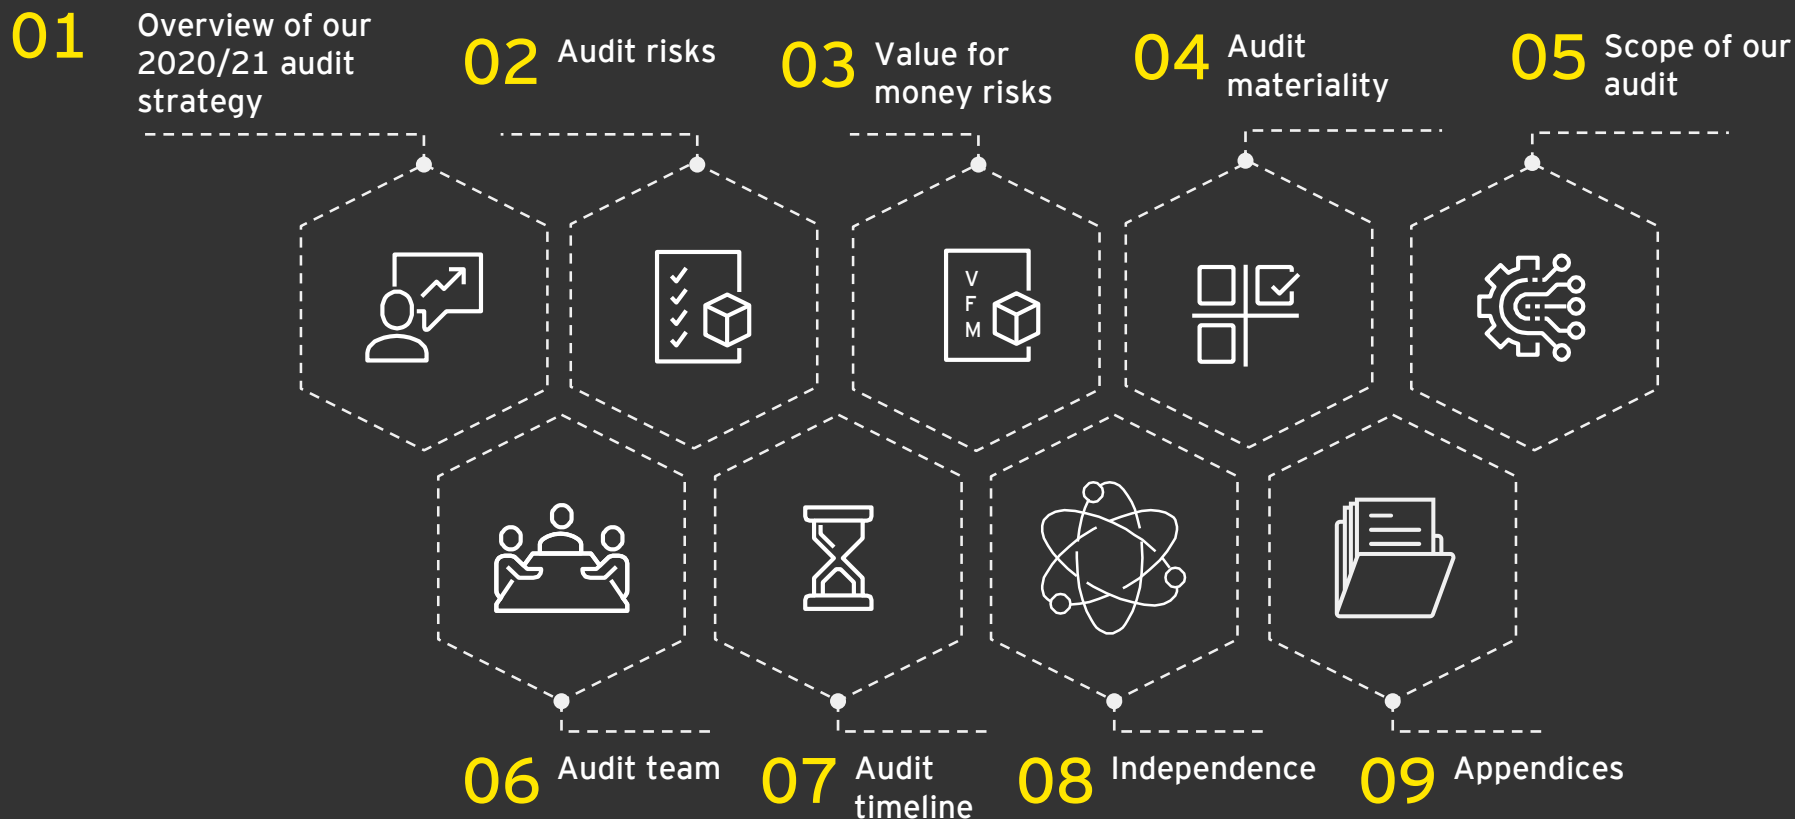 01
Overview of our
2020/21 audit
strategy
02
Audit risks
03
Value for
money risks
04
Audit
materiality
05
Scope of our
audit
V
F
M
06
Audit team
07
Audit
timeline
08
Independence
09
Appendices